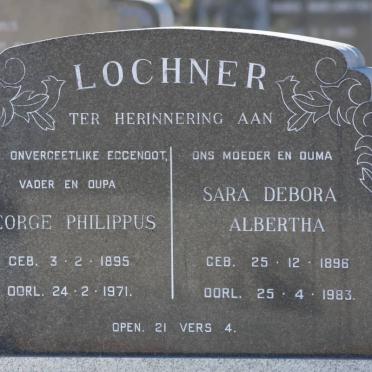 LOCHNER
TER HERINNERING AAN
ONVERGEETLIKE EGGENOOT,
VADER EN OUPA
EORGE PHILIPPUS
GEB. 3 · 2 · 1895
OORL. 24 · 2 · 1971.
ONS MOEDER EN OUMA
SARA DEBORA
ALBERTHA
GEB. 25 · 12 · 1896
OORL. 25 · 4 · 1983.
OPEN. 21 VERS 4.